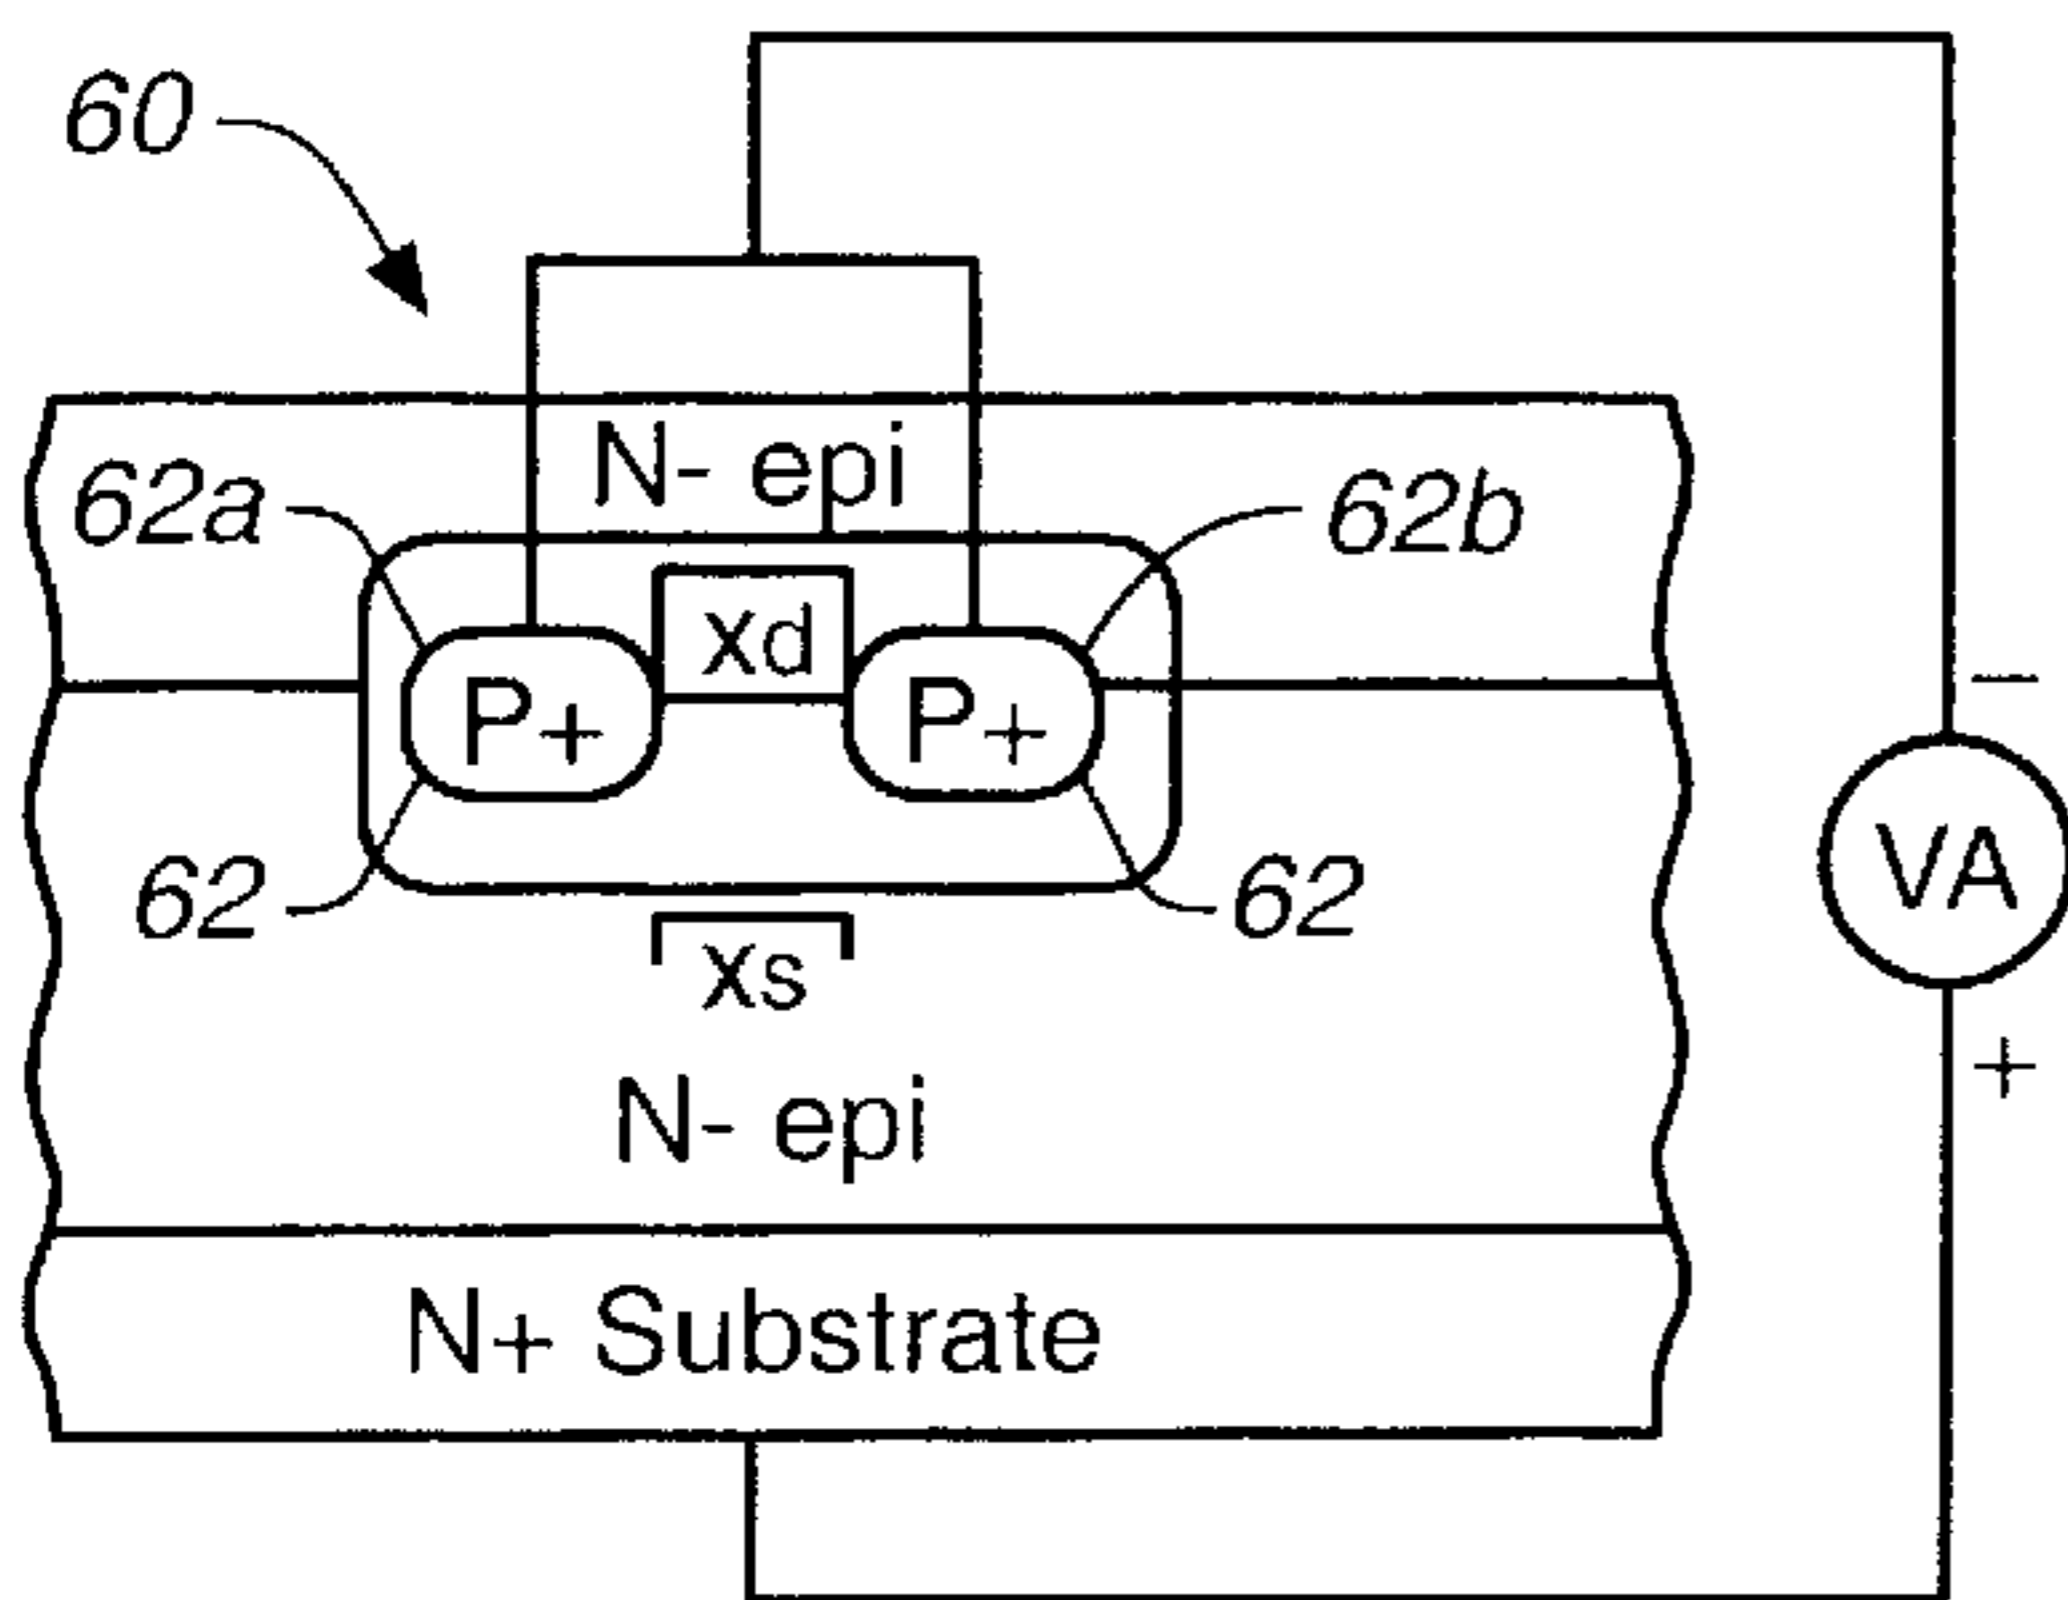 60
N- epi
62a
62b
xd
P+
P+
−
62
62
VA
xs
+
N- epi
N+ Substrate